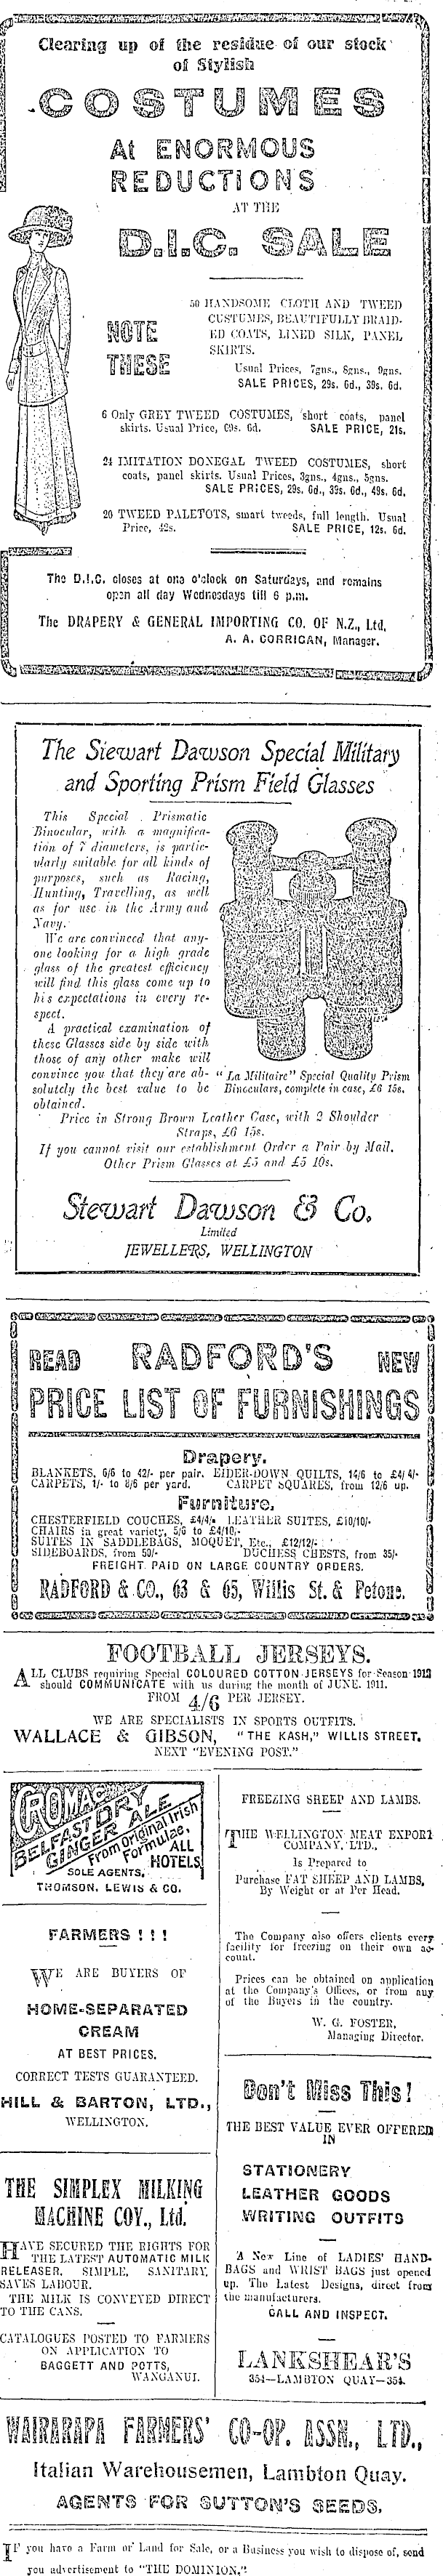 Clearing up of the residue of our stock
of Stylish
COSTUMES
At ENORMOUS
REDUCTIONS
AT THE
D.I.C. SALE
NOTE
THESE
50 HANDSOME CLOTH AND TWEED
COSTUMES, BEAUTIFULLY BRAID-
ED COATS, LINED SILK, PANEL
SKIRTS.
Usual Prices, 7gns., 8gns., 9gns.
SALE PRICES, 29s. 6d., 39s. 6d.
6 Only GREY TWEED COSTUMES, short coats, panel
skirts. Usual Price, 69s. 6d. SALE PRICE, 21s.
24 IMITATION DONEGAL TWEED COSTUMES, short
coats, panel skirts. Usual Prices, 3gns., 4gns., 5gns.
SALE PRICES, 29s. 6d., 39s. 6d., 49s. 6d.
20 TWEED PALETOTS, smart tweeds, full length. Usual
Price, 42s. SALE PRICE, 12s. 6d.
The D.I.C. closes at one o'clock on Saturdays, and remains
open all day Wednesdays till 6 p.m.
The DRAPERY & GENERAL IMPORTING CO. OF N.Z., Ltd.
A. A. CORRIGAN, Manager.
The Stewart Dawson Special Military
and Sporting Prism Field Glasses
This Special Prismatic
Binocular, with a magnifica-
tion of 7 diameters, is partic-
ularly suitable for all kinds of
purposes, such as Racing,
Hunting, Travelling, as well
as for use in the Army and
Navy.
We are convinced that any-
one looking for a high grade
glass of the greatest efficiency
will find this glass come up to
his expectations in every re-
spect.
A practical examination of
these Glasses side by side with
those of any other make will
convince you that they are ab-
solutely the best value to be
obtained.
"La Militaire" Special Quality Prism
Binoculars, complete in case, £6 15s.
Price in Strong Brown Leather Case, with 2 Shoulder
Straps, £6 15s.
If you cannot visit our establishment Order a Pair by Mail.
Other Prism Glasses at £5 and £5 10s.
Stewart Dawson & Co.
Limited
JEWELLERS, WELLINGTON
READ RADFORD'S NEW
PRICE LIST OF FURNISHINGS
Drapery.
BLANKETS, 6/6 to 42/- per pair. EIDER-DOWN QUILTS, 14/6 to £4/4/-
CARPETS, 1/- to 8/6 per yard. CARPET SQUARES, from 12/6 up.
Furniture.
CHESTERFIELD COUCHES, £4/4/- LEATHER SUITES, £10/10/-
CHAIRS in great variety, 5/6 to £4/10/-
SUITES IN SADDLEBAGS, MOQUET, Etc., £12/12/-
SIDEBOARDS, from 50/- DUCHESS CHESTS, from 35/-
FREIGHT PAID ON LARGE COUNTRY ORDERS.
RADFORD & CO., 63 & 65, Willis St. & Petone.
FOOTBALL JERSEYS.
ALL CLUBS requiring Special COLOURED COTTON JERSEYS for Season 1912
should COMMUNICATE with us during the month of JUNE, 1911.
FROM 4/6 PER JERSEY.
WE ARE SPECIALISTS IN SPORTS OUTFITS.
WALLACE & GIBSON, "THE KASH," WILLIS STREET.
NEXT "EVENING POST."
CROMAC
BELFAST DRY
GINGER ALE
From Original Irish
Formulae,
ALL
HOTELS
SOLE AGENTS,
THOMSON, LEWIS & CO.
FARMERS ! ! !
WE ARE BUYERS OF
HOME-SEPARATED
CREAM
AT BEST PRICES.
CORRECT TESTS GUARANTEED.
HILL & BARTON, LTD.,
WELLINGTON.
THE SIMPLEX MILKING
MACHINE COY., Ltd.
HAVE SECURED THE RIGHTS FOR
THE LATEST AUTOMATIC MILK
RELEASER. SIMPLE, SANITARY,
SAVES LABOUR.
THE MILK IS CONVEYED DIRECT
TO THE CANS.
CATALOGUES POSTED TO FARMERS
ON APPLICATION TO
BAGGETT AND POTTS,
WANGANUI.
FREEZING SHEEP AND LAMBS.
THE WELLINGTON MEAT EXPORT
COMPANY, LTD.,
Is Prepared to
Purchase FAT SHEEP AND LAMBS,
By Weight or at Per Head.
The Company also offers clients every
facility for freezing on their own ac-
count.
Prices can be obtained on application
at the Company's Offices, or from any
of the Buyers in the country.
W. G. FOSTER,
Managing Director.
Don't Miss This!
THE BEST VALUE EVER OFFERED
IN
STATIONERY
LEATHER GOODS
WRITING OUTFITS
A New Line of LADIES' HAND-
BAGS and WRIST BAGS just opened
up. The Latest Designs, direct from
the manufacturers.
CALL AND INSPECT.
LANKSHEAR'S
354—LAMBTON QUAY—354.
WAIRARAPA FARMERS' CO-OP. ASSN., LTD.,
Italian Warehousemen, Lambton Quay.
AGENTS FOR SUTTON'S SEEDS.
IF you have a Farm or Land for Sale, or a Business you wish to dispose of, send
you advertisement to "THE DOMINION."